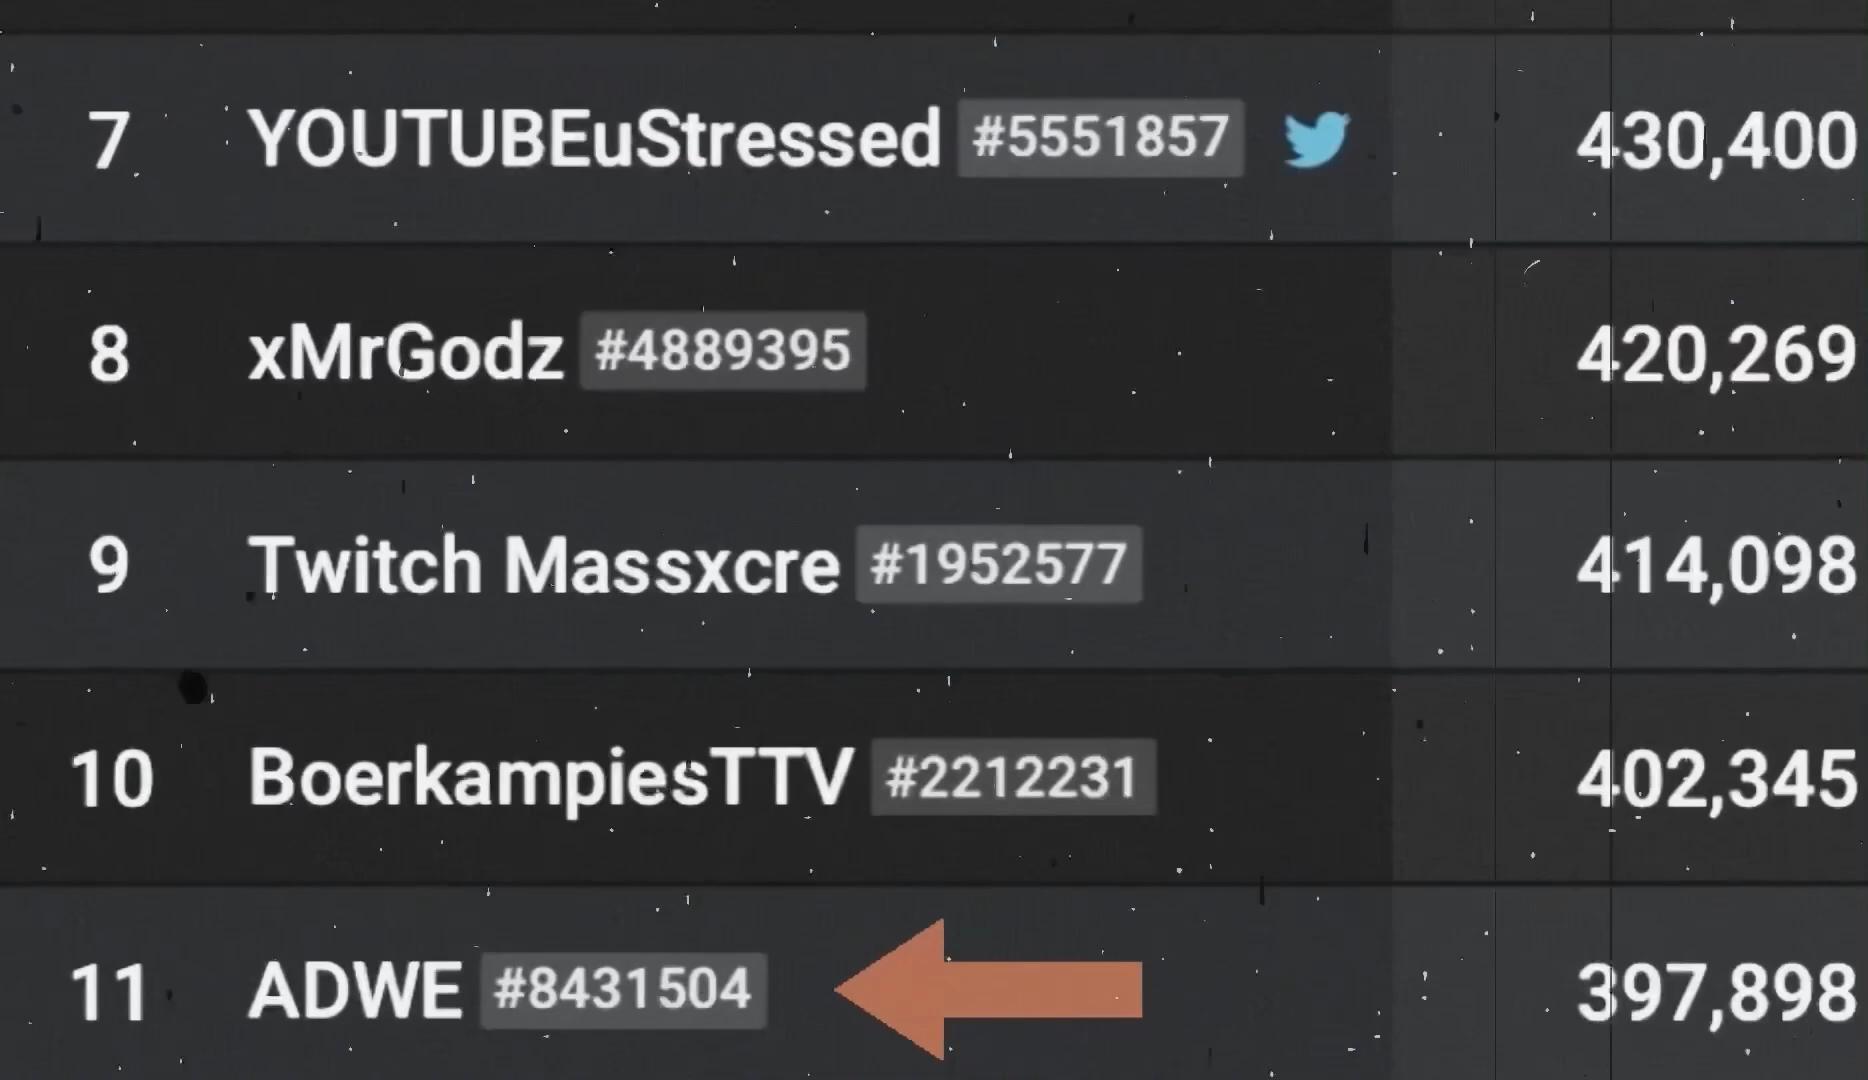 7 YOUTUBEuStressed #5551857 430,400
8 xMrGodz #4889395 420,269
9 Twitch Massxcre #1952577 414,098
10 BoerkampiesTTV #2212231 402,345
11 ADWE #8431504 397,898